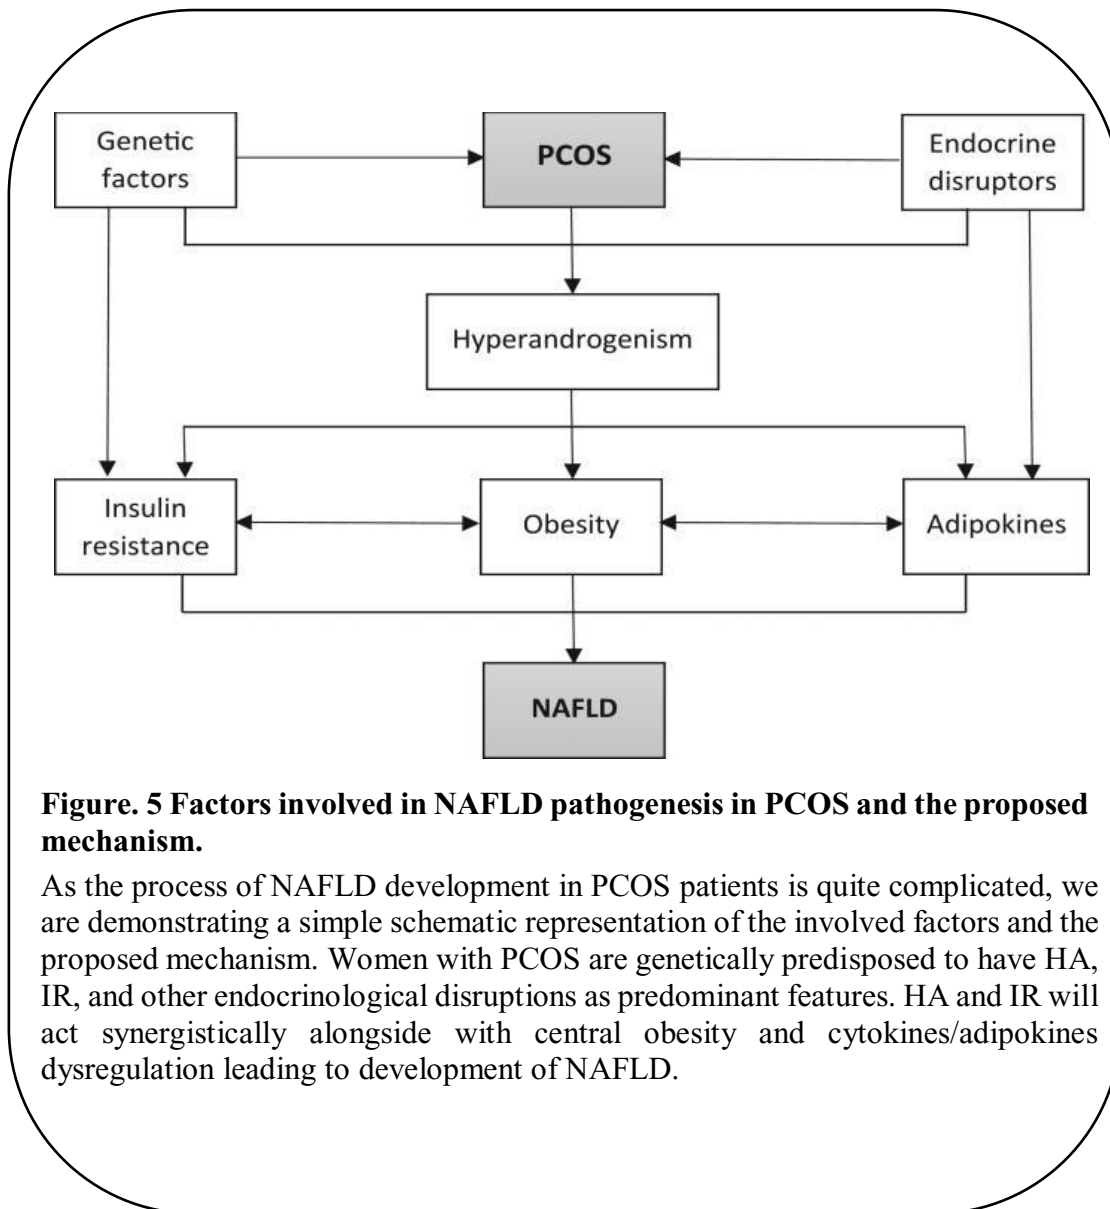 Genetic
factors
PCOS
Endocrine
disruptors
Hyperandrogenism
Insulin
resistance
Obesity
Adipokines
NAFLD
Figure. 5 Factors involved in NAFLD pathogenesis in PCOS and the proposed
mechanism.
As the process of NAFLD development in PCOS patients is quite complicated, we
are demonstrating a simple schematic representation of the involved factors and the
proposed mechanism. Women with PCOS are genetically predisposed to have HA,
IR, and other endocrinological disruptions as predominant features. HA and IR will
act synergistically alongside with central obesity and cytokines/adipokines
dysregulation leading to development of NAFLD.